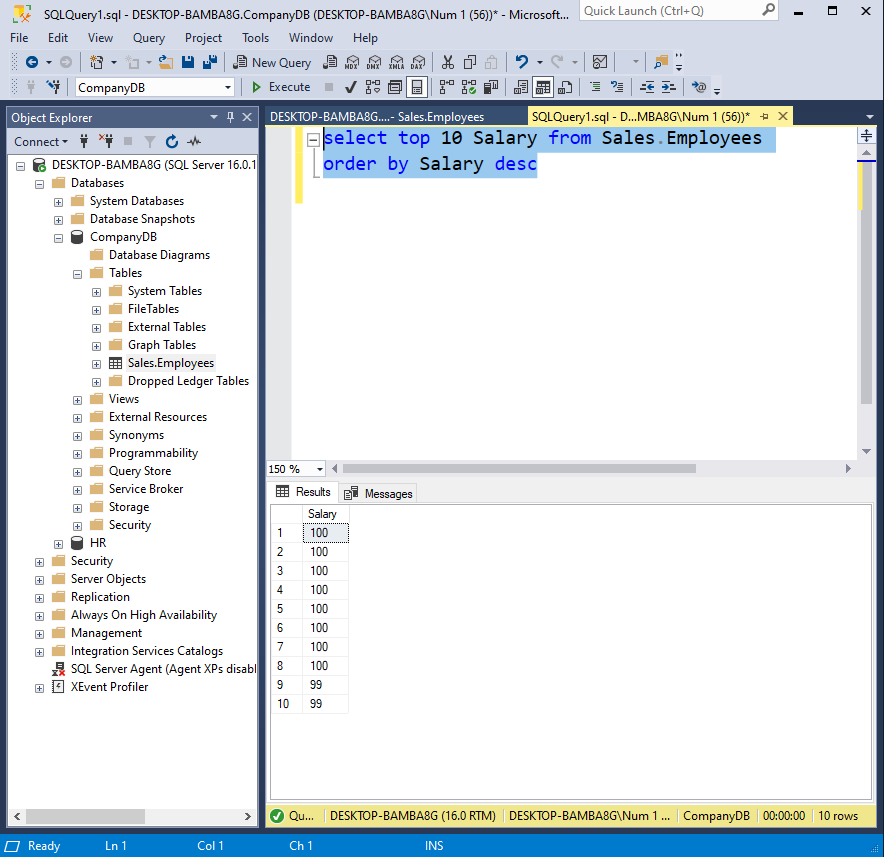 SQLQuery1.sql - DESKTOP-BAMBA8G.CompanyDB (DESKTOP-BAMBA8G\Num 1 (56))* - Microsoft...
Quick Launch (Ctrl+Q)
File Edit View Query Project Tools Window Help
New Query MDX DMX XMLA DAX
CompanyDB Execute
Object Explorer
Connect
DESKTOP-BAMBA8G (SQL Server 16.0.1
Databases
System Databases
Database Snapshots
CompanyDB
Database Diagrams
Tables
System Tables
FileTables
External Tables
Graph Tables
Sales.Employees
Dropped Ledger Tables
Views
External Resources
Synonyms
Programmability
Query Store
Service Broker
Storage
Security
HR
Security
Server Objects
Replication
Always On High Availability
Management
Integration Services Catalogs
SQL Server Agent (Agent XPs disabl
XEvent Profiler
DESKTOP-BAMBA8G....- Sales.Employees
SQLQuery1.sql - D...MBA8G\Num 1 (56))*
select top 10 Salary from Sales.Employees
order by Salary desc
150 %
Results Messages
Salary
1 100
2 100
3 100
4 100
5 100
6 100
7 100
8 100
9 99
10 99
Qu... DESKTOP-BAMBA8G (16.0 RTM) DESKTOP-BAMBA8G\Num 1 ... CompanyDB 00:00:00 10 rows
Ready Ln 1 Col 1 Ch 1 INS